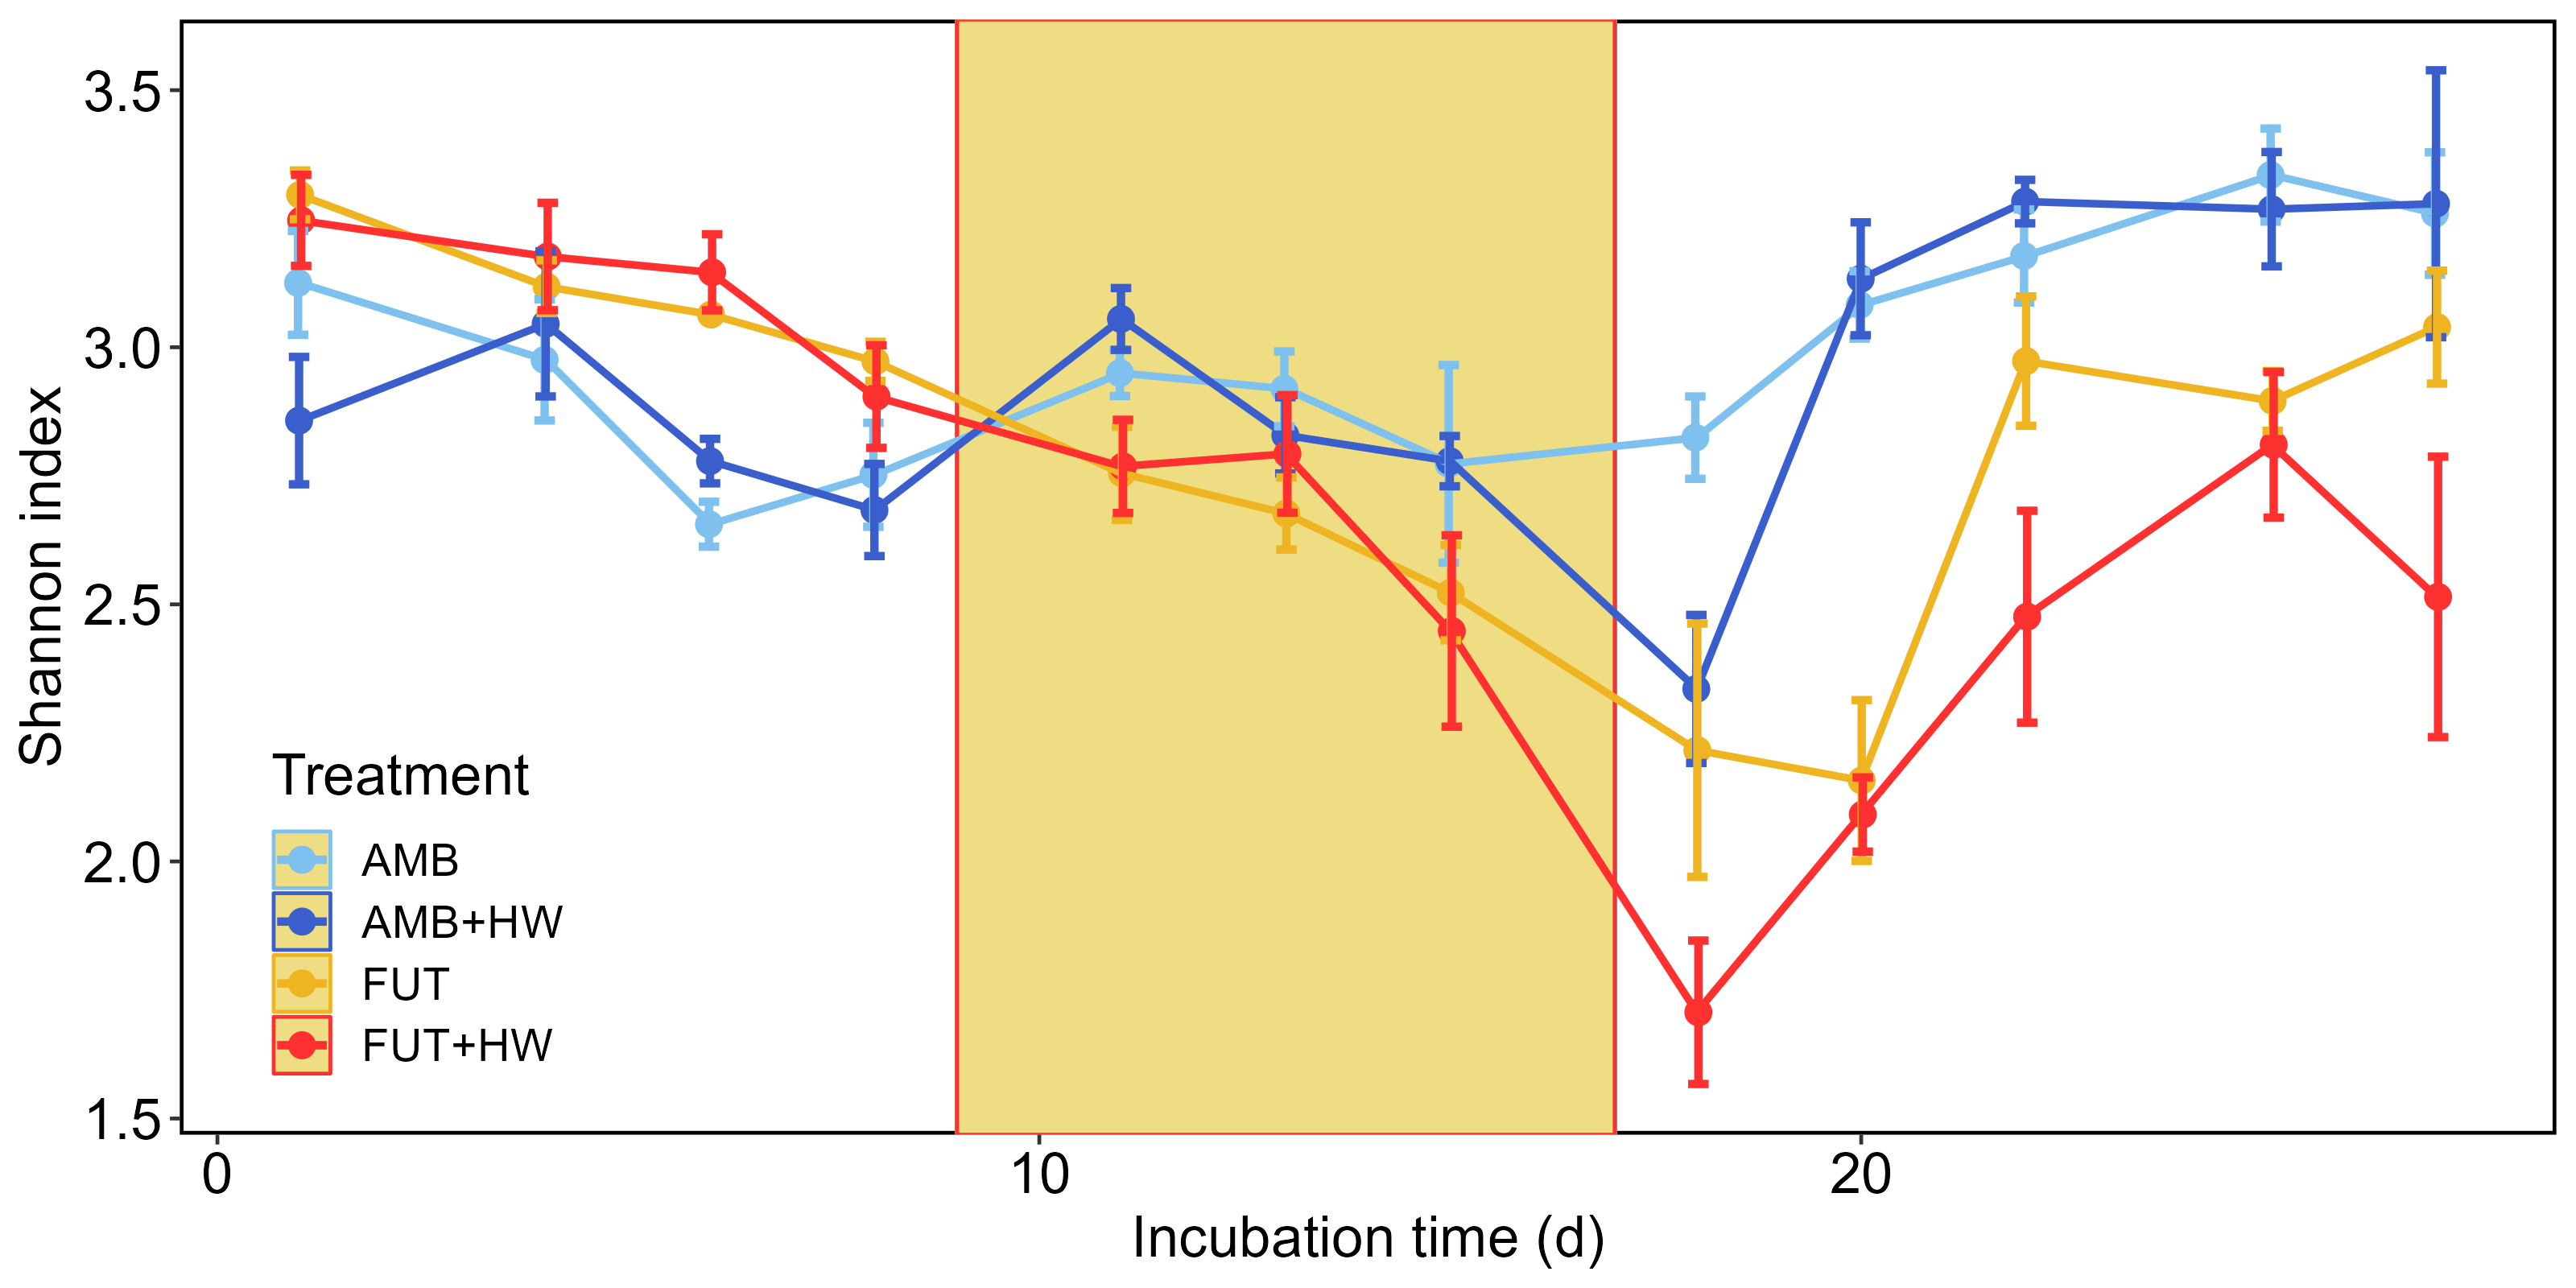 Shannon index
3.5
3.0
2.5
2.0
1.5
Treatment
AMB
AMB+HW
FUT
FUT+HW
0 10 20
Incubation time (d)